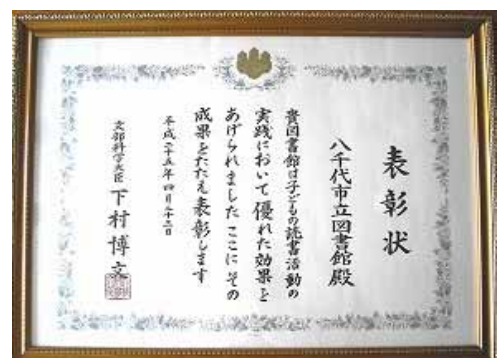 表彰状
八千代市立図書館殿
貴図書館は子どもの読書活動の
実践において優れた効果を
あげられました ここに その
成果をたたえ表彰します
平成二十五年四月二十三日
文部科学大臣 下村博文